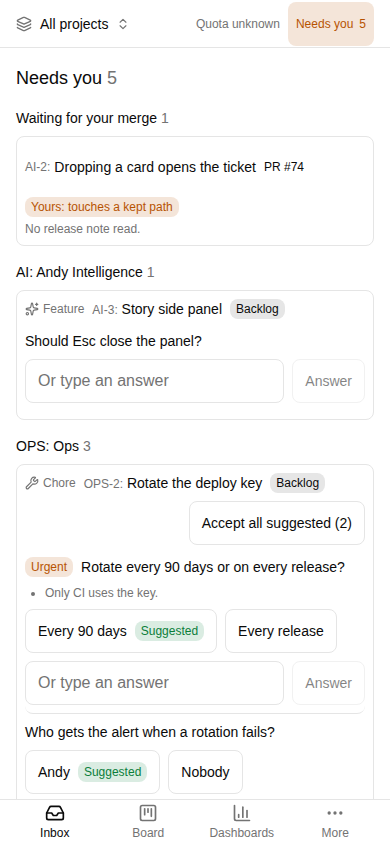 All projects
Quota unknown
Needs you 5
Needs you 5
Waiting for your merge 1
AI-2: Dropping a card opens the ticket PR #74
Yours: touches a kept path
No release note read.
AI: Andy Intelligence 1
Feature AI-3: Story side panel Backlog
Should Esc close the panel?
Or type an answer Answer
OPS: Ops 3
Chore OPS-2: Rotate the deploy key Backlog
Accept all suggested (2)
Urgent Rotate every 90 days or on every release?
• Only CI uses the key.
Every 90 days Suggested Every release
Or type an answer Answer
Who gets the alert when a rotation fails?
Andy Suggested Nobody
Inbox Board Dashboards More